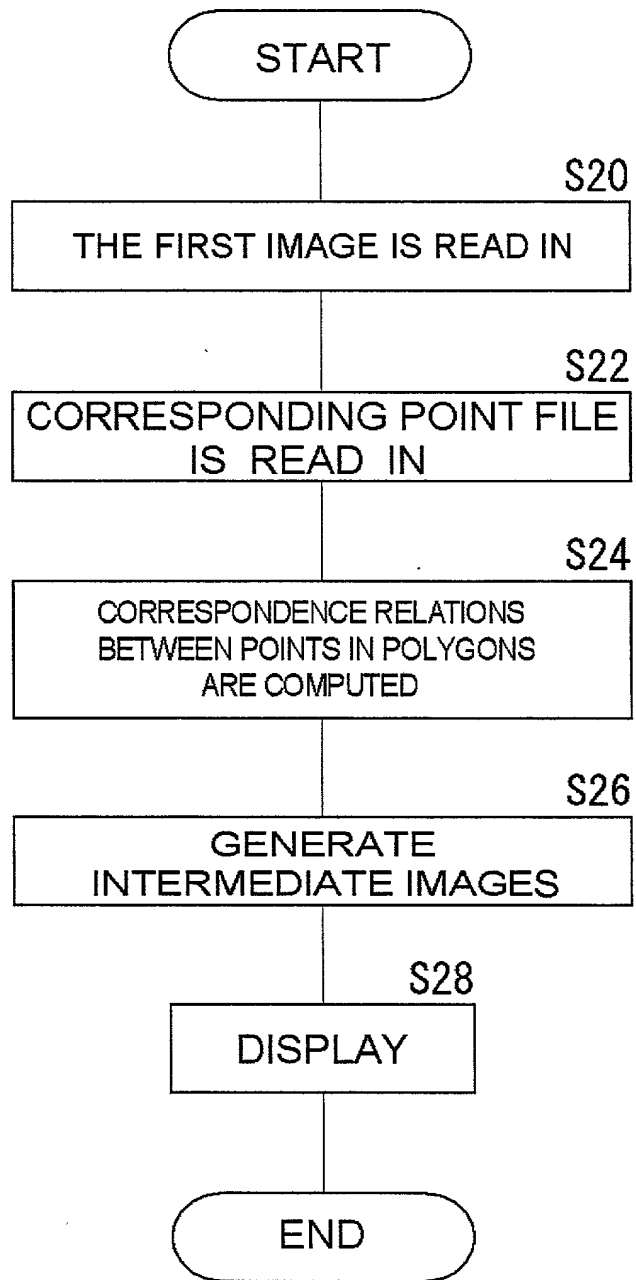 START
S20
THE FIRST IMAGE IS READ IN
S22
CORRESPONDING POINT FILE
IS READ IN
S24
CORRESPONDENCE RELATIONS
BETWEEN POINTS IN POLYGONS
ARE COMPUTED
S26
GENERATE
INTERMEDIATE IMAGES
S28
DISPLAY
END